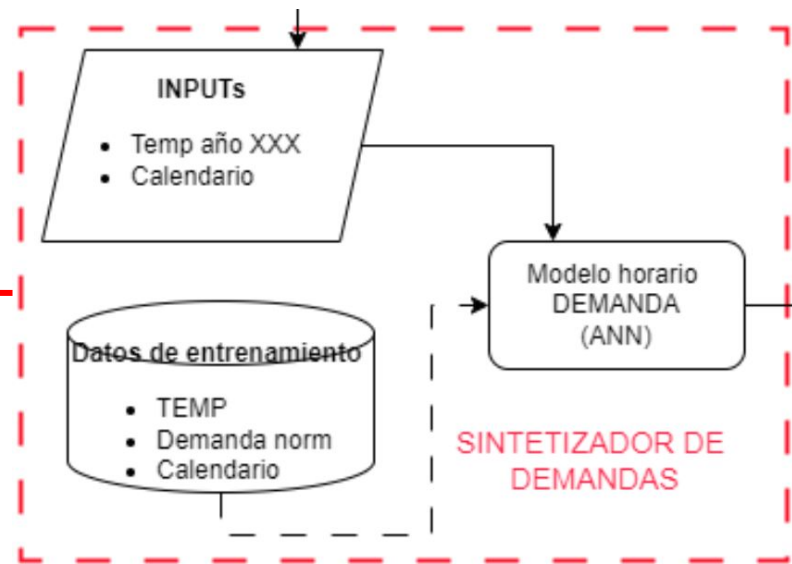 INPUTs
• Temp año XXX
• Calendario
Modelo horario
DEMANDA
(ANN)
Datos de entrenamiento
• TEMP
• Demanda norm
• Calendario
SINTETIZADOR DE
DEMANDAS